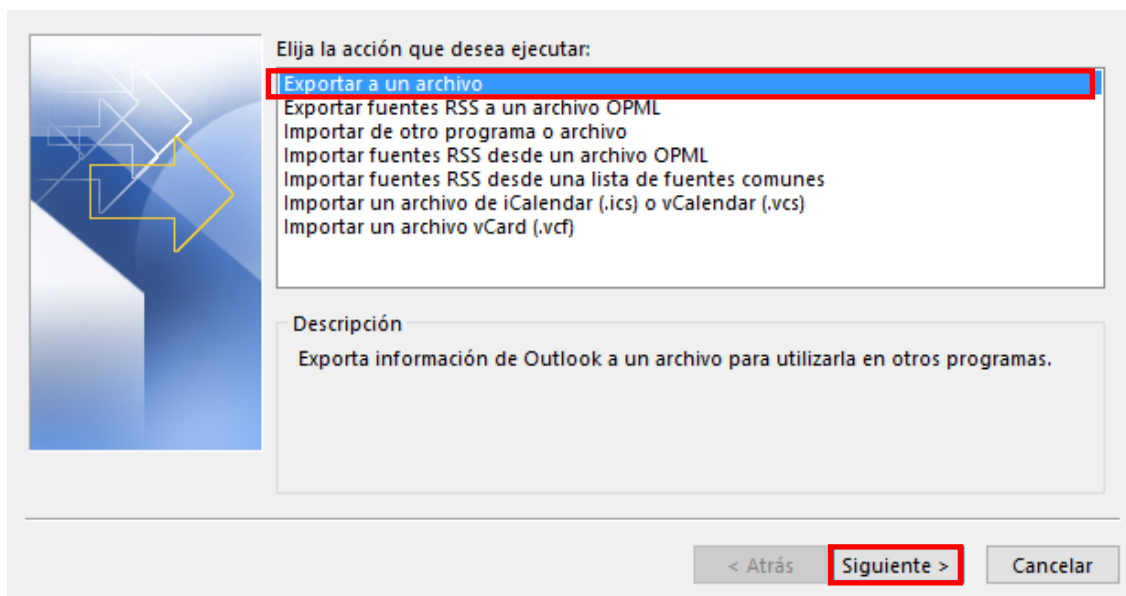 Elija la acción que desea ejecutar:
Exportar a un archivo
Exportar fuentes RSS a un archivo OPML
Importar de otro programa o archivo
Importar fuentes RSS desde un archivo OPML
Importar fuentes RSS desde una lista de fuentes comunes
Importar un archivo de iCalendar (.ics) o vCalendar (.vcs)
Importar un archivo vCard (.vcf)
Descripción
Exporta información de Outlook a un archivo para utilizarla en otros programas.
< Atrás Siguiente > Cancelar